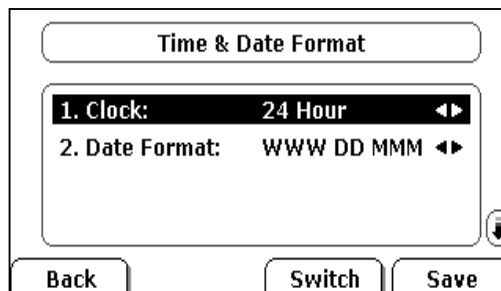 Time & Date Format
1. Clock: 24 Hour
2. Date Format: WWW DD MMM
Back Switch Save